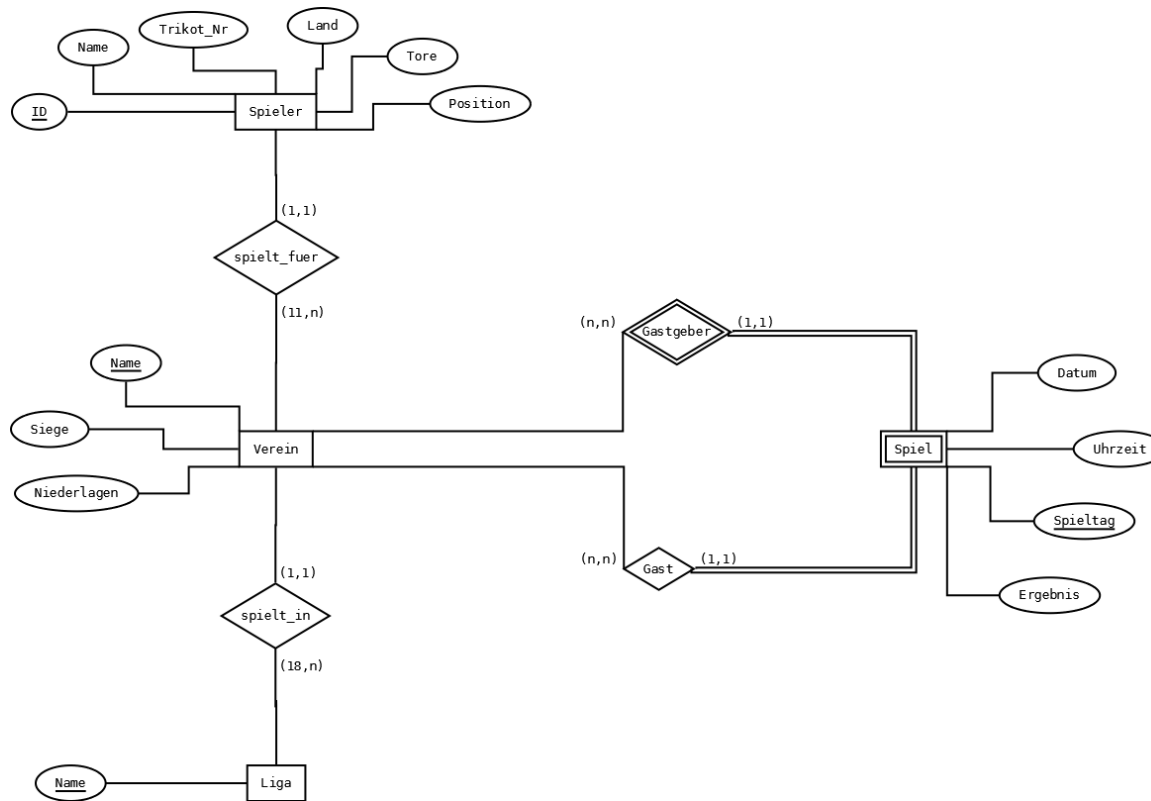 Land
Trikot_Nr
Name
Tore
Position
ID
Spieler
(1,1)
spielt_fuer
(11,n)
(n,n)
Gastgeber
(1,1)
Name
Datum
Siege
Verein
Spiel
Uhrzeit
Niederlagen
Spieltag
(n,n)
Gast
(1,1)
(1,1)
Ergebnis
spielt_in
(18,n)
Name
Liga